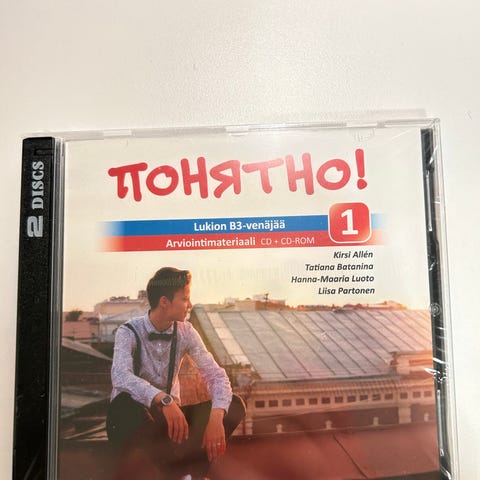 2 DISCS
ПОНЯТНО!
Lukion B3-venäjää
1
Arviointimateriaali CD + CD-ROM
Kirsi Allén
Tatiana Batanina
Hanna-Maaria Luoto
Liisa Partonen